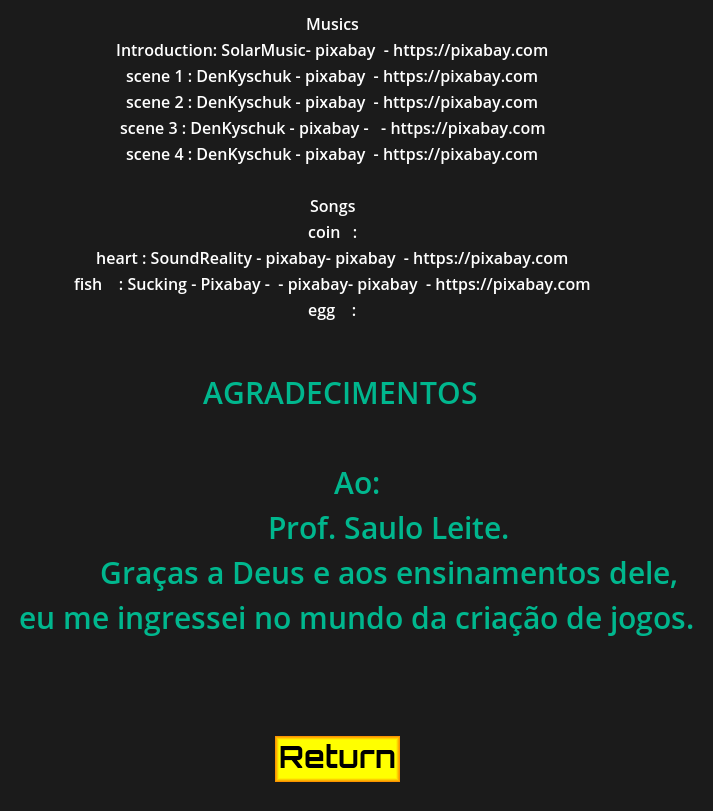 Musics
Introduction: SolarMusic- pixabay  - https://pixabay.com
scene 1 : DenKyschuk - pixabay  - https://pixabay.com
scene 2 : DenKyschuk - pixabay  - https://pixabay.com
scene 3 : DenKyschuk - pixabay -   - https://pixabay.com
scene 4 : DenKyschuk - pixabay  - https://pixabay.com
Songs
coin   :
heart : SoundReality - pixabay- pixabay  - https://pixabay.com
fish    : Sucking - Pixabay -  - pixabay- pixabay  - https://pixabay.com
egg    :
AGRADECIMENTOS
Ao:
Prof. Saulo Leite.
Graças a Deus e aos ensinamentos dele,
eu me ingressei no mundo da criação de jogos.
Return